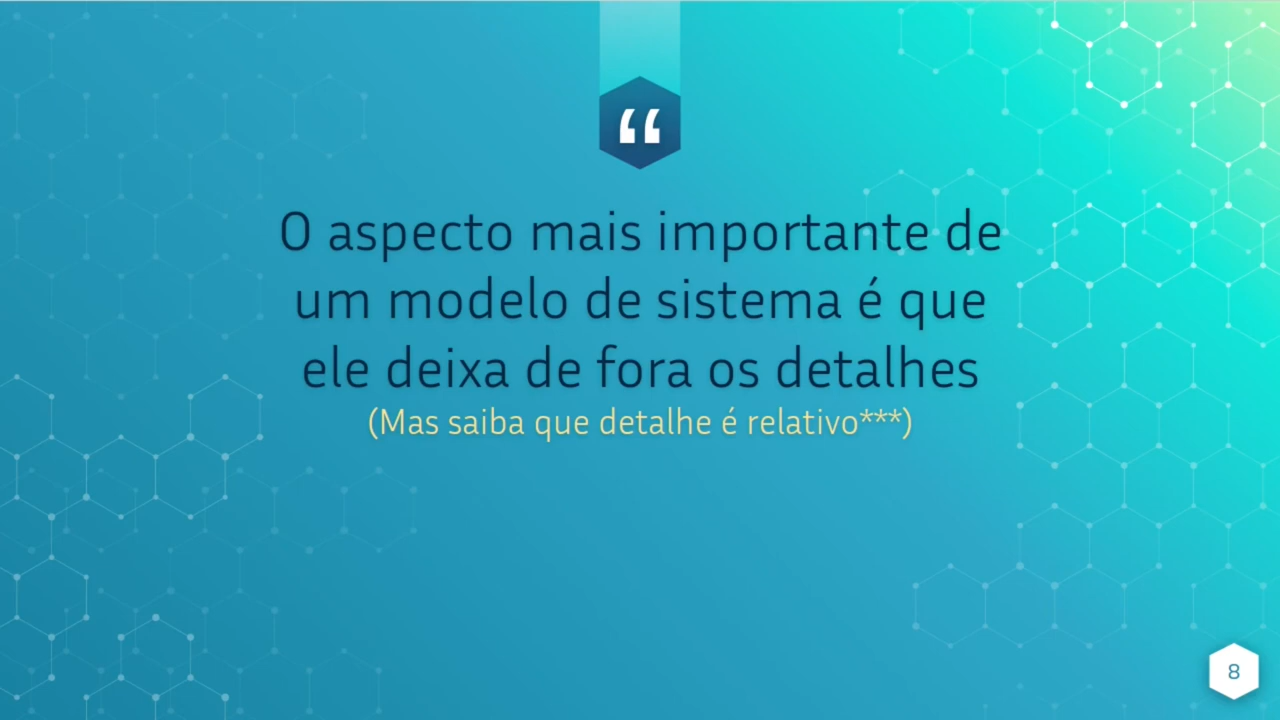 “
O aspecto mais importante de
um modelo de sistema é que
ele deixa de fora os detalhes
(Mas saiba que detalhe é relativo***)
8